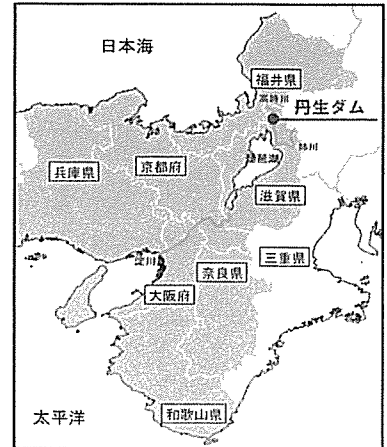 日本海
福井県
高時川
丹生ダム
姉川
琵琶湖
兵庫県
京都府
滋賀県
淀川
奈良県
三重県
大阪府
太平洋
和歌山県